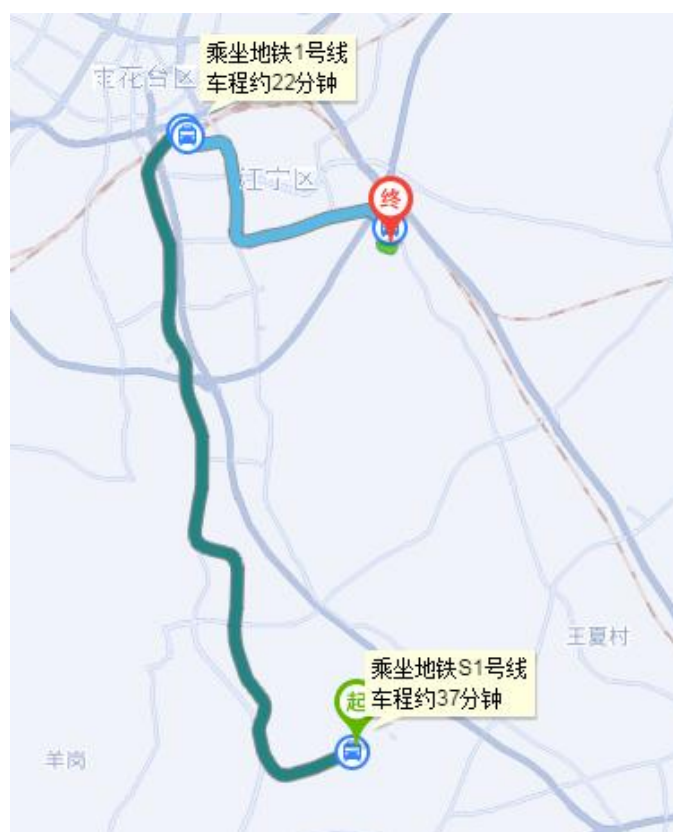 乘坐地铁1号线
车程约22分钟
雨花台区
江宁区
终
王夏村
乘坐地铁S1号线
车程约37分钟
起
羊岗